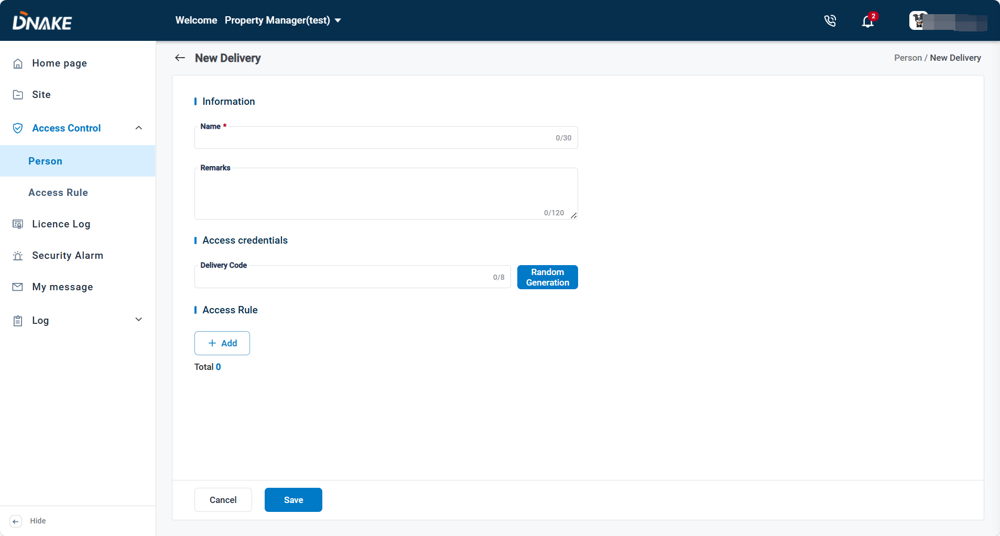 DNAKE
Welcome Property Manager(test)
2
Home page
Site
Access Control
Person
Access Rule
Licence Log
Security Alarm
My message
Log
Hide
New Delivery
Person / New Delivery
Information
Name *
0/30
Remarks
0/120
Access credentials
Delivery Code
0/8
Random
Generation
Access Rule
+ Add
Total 0
Cancel
Save